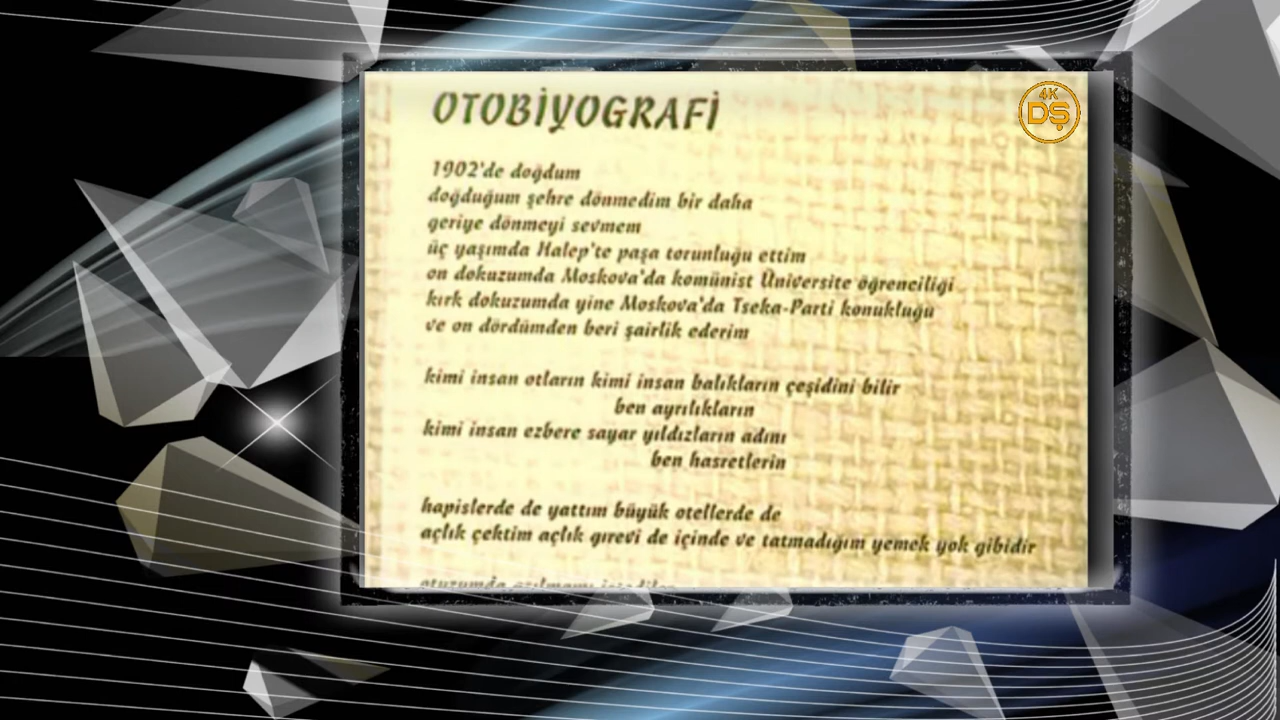 OTOBİYOGRAFİ
4K
DŞ
1902'de doğdum
doğduğum şehre dönmedim bir daha
geriye dönmeyi sevmem
üç yaşımda Halep'te paşa torunluğu ettim
on dokuzumda Moskova'da komünist Üniversite öğrenciliği
kırk dokuzumda yine Moskova'da Tseka-Parti konukluğu
ve on dördümden beri şairlik ederim
kimi insan otların kimi insan balıkların çeşidini bilir
ben ayrılıkların
kimi insan ezbere sayar yıldızların adını
ben hasretlerin
hapislerde de yattım büyük otellerde de
açlık çektim açlık gırevi de içinde ve tatmadığım yemek yok gibidir